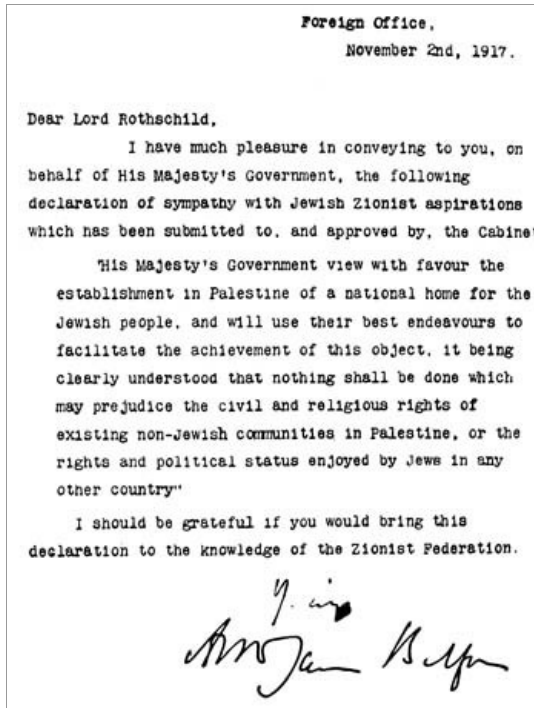 Foreign Office,
November 2nd, 1917.
Dear Lord Rothschild,
I have much pleasure in conveying to you, on
behalf of His Majesty's Government, the following
declaration of sympathy with Jewish Zionist aspirations
which has been submitted to, and approved by, the Cabine
"His Majesty's Government view with favour the
establishment in Palestine of a national home for the
Jewish people, and will use their best endeavours to
facilitate the achievement of this object, it being
clearly understood that nothing shall be done which
may prejudice the civil and religious rights of
existing non-Jewish communities in Palestine, or the
rights and political status enjoyed by Jews in any
other country"
I should be grateful if you would bring this
declaration to the knowledge of the Zionist Federation.